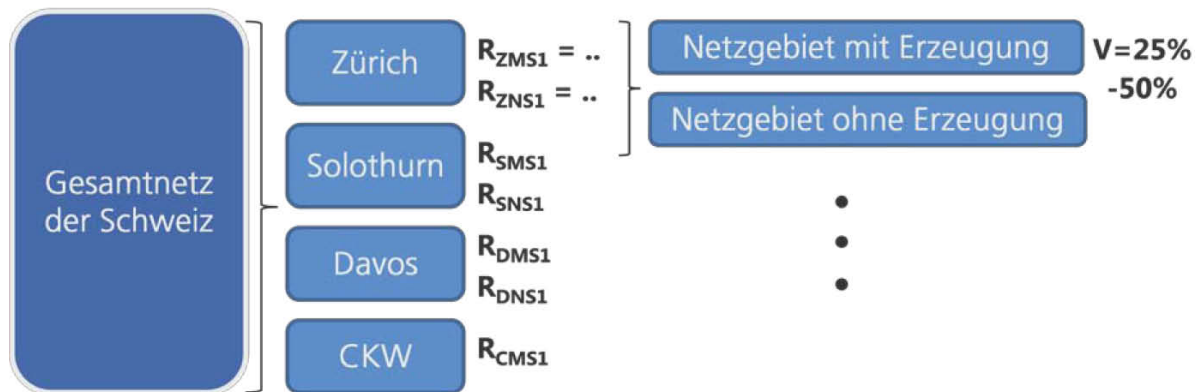 Gesamtnetz
der Schweiz
Zürich
R_ZMS1 = ..
R_ZNS1 = ..
Netzgebiet mit Erzeugung
V=25%
-50%
Netzgebiet ohne Erzeugung
Solothurn
R_SMS1
R_SNS1
Davos
R_DMS1
R_DNS1
CKW
R_CMS1